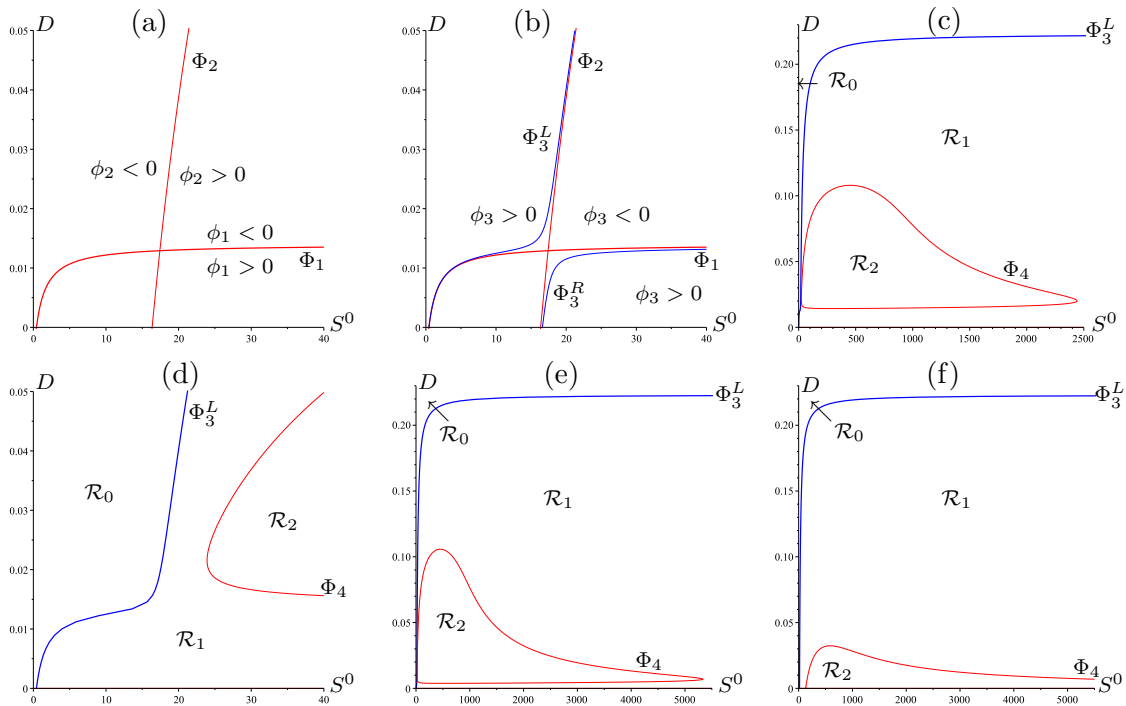 (a)
D
0.05
0.04
0.03
0.02
0.01
0
0
10
20
30
40
S⁰
Φ₂
ϕ₂ < 0
ϕ₂ > 0
ϕ₁ < 0
ϕ₁ > 0
Φ₁
(b)
D
0.05
0.04
0.03
0.02
0.01
0
0
10
20
30
40
S⁰
Φ₂
Φ₃ᴸ
ϕ₃ > 0
ϕ₃ < 0
Φ₁
Φ₃ᴿ
ϕ₃ > 0
(c)
D
0.20
0.15
0.10
0.05
0
0
500
1000
1500
2000
2500
S⁰
Φ₃ᴸ
ℛ₀
ℛ₁
ℛ₂
Φ₄
(d)
D
0.05
0.04
0.03
0.02
0.01
0
0
10
20
30
40
S⁰
Φ₃ᴸ
ℛ₀
ℛ₂
Φ₄
ℛ₁
(e)
D
0.20
0.15
0.10
0.05
0
0
1000
2000
3000
4000
5000
S⁰
Φ₃ᴸ
ℛ₀
ℛ₁
ℛ₂
Φ₄
(f)
D
0.20
0.15
0.10
0.05
0
0
1000
2000
3000
4000
5000
S⁰
Φ₃ᴸ
ℛ₀
ℛ₁
ℛ₂
Φ₄